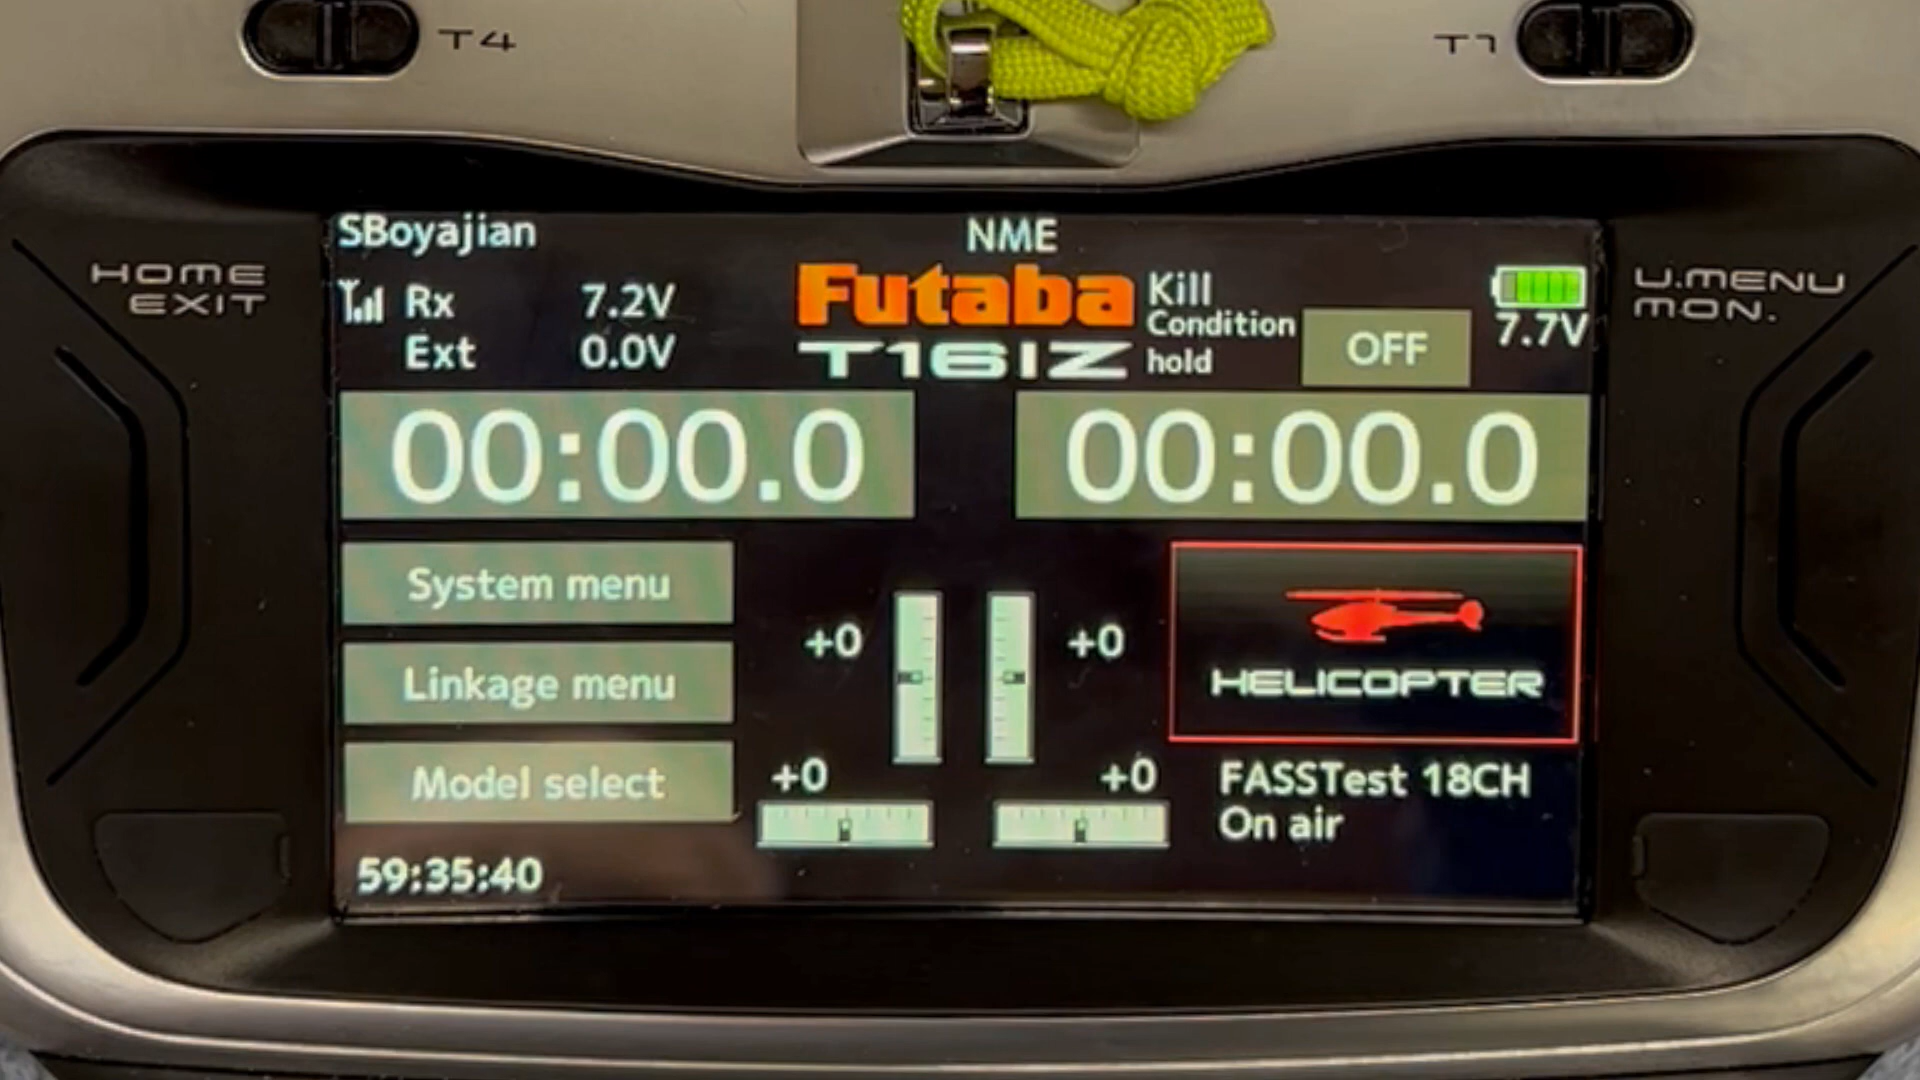 T4
T1
SBoyajian
NME
HOME
EXIT
U.MENU
MON.
Rx 7.2V
Ext 0.0V
Futaba
T16IZ
Kill
Condition
hold
OFF
7.7V
00:00.0
00:00.0
System menu
Linkage menu
Model select
+0
+0
+0
+0
HELICOPTER
FASSTest 18CH
On air
59:35:40